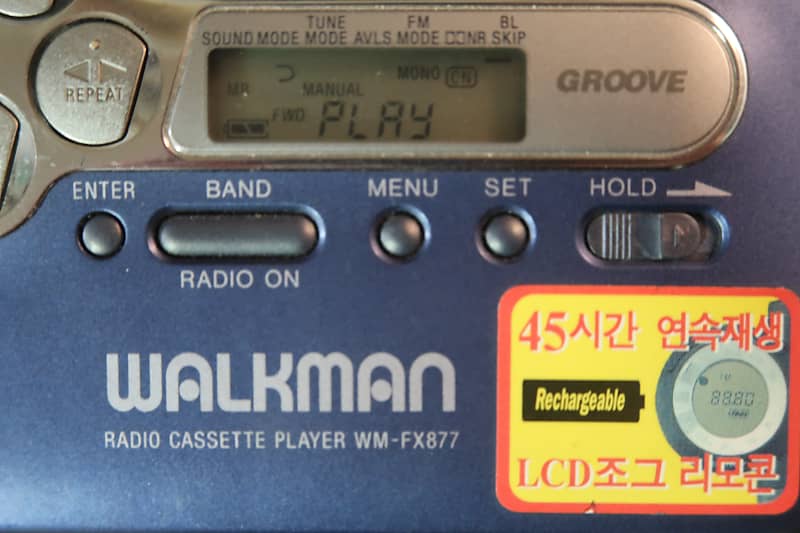 TUNE FM BL
SOUND MODE MODE AVLS MODE NR SKIP
MONO CN
MR MANUAL
FWD PLAY
GROOVE
REPEAT
ENTER BAND MENU SET HOLD
RADIO ON
WALKMAN
RADIO CASSETTE PLAYER WM-FX877
45시간 연속재생
Rechargeable
LCD조그 리모콘